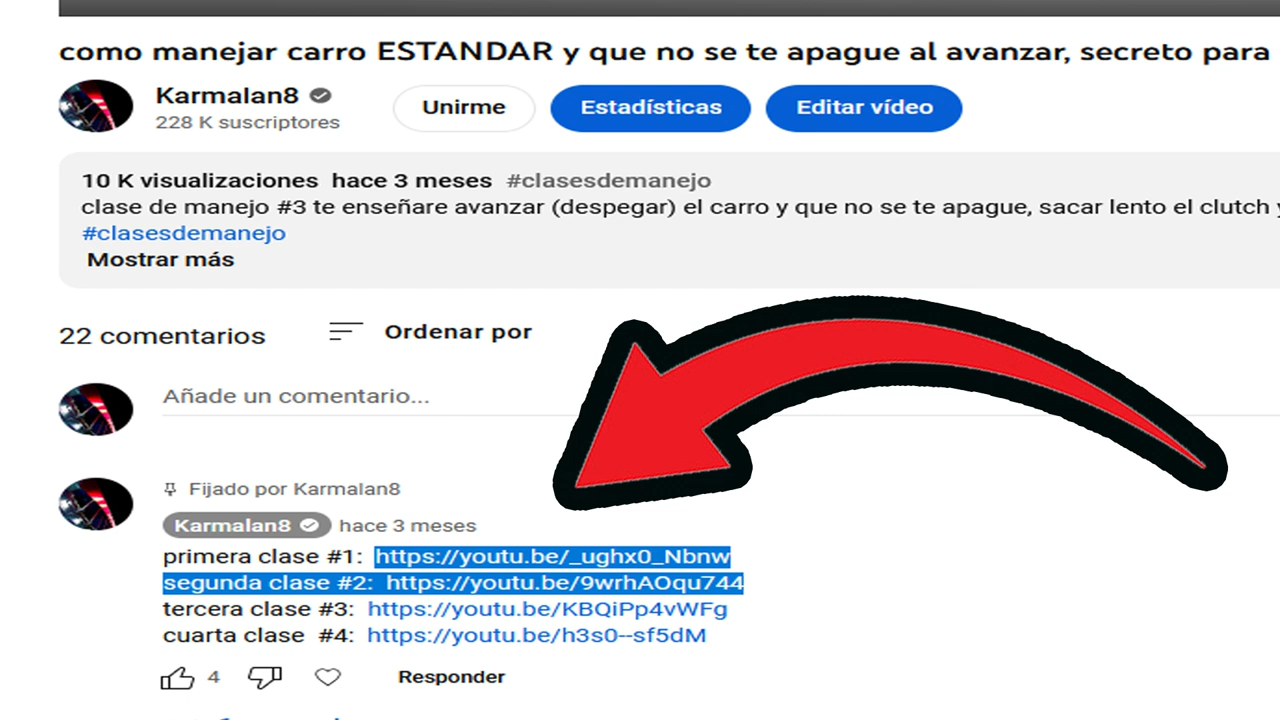 como manejar carro ESTANDAR y que no se te apague al avanzar, secreto para
Karmalan8
228 K suscriptores
Unirme
Estadísticas
Editar vídeo
10 K visualizaciones hace 3 meses #clasesdemanejo
clase de manejo #3 te enseñare avanzar (despegar) el carro y que no se te apague, sacar lento el clutch y
#clasesdemanejo
Mostrar más
22 comentarios
Ordenar por
Añade un comentario...
Fijado por Karmalan8
Karmalan8 hace 3 meses
primera clase #1: https://youtu.be/_ughx0_Nbnw
segunda clase #2: https://youtu.be/9wrhAOqu744
tercera clase #3: https://youtu.be/KBQiPp4vWFg
cuarta clase #4: https://youtu.be/h3s0--sf5dM
4
Responder